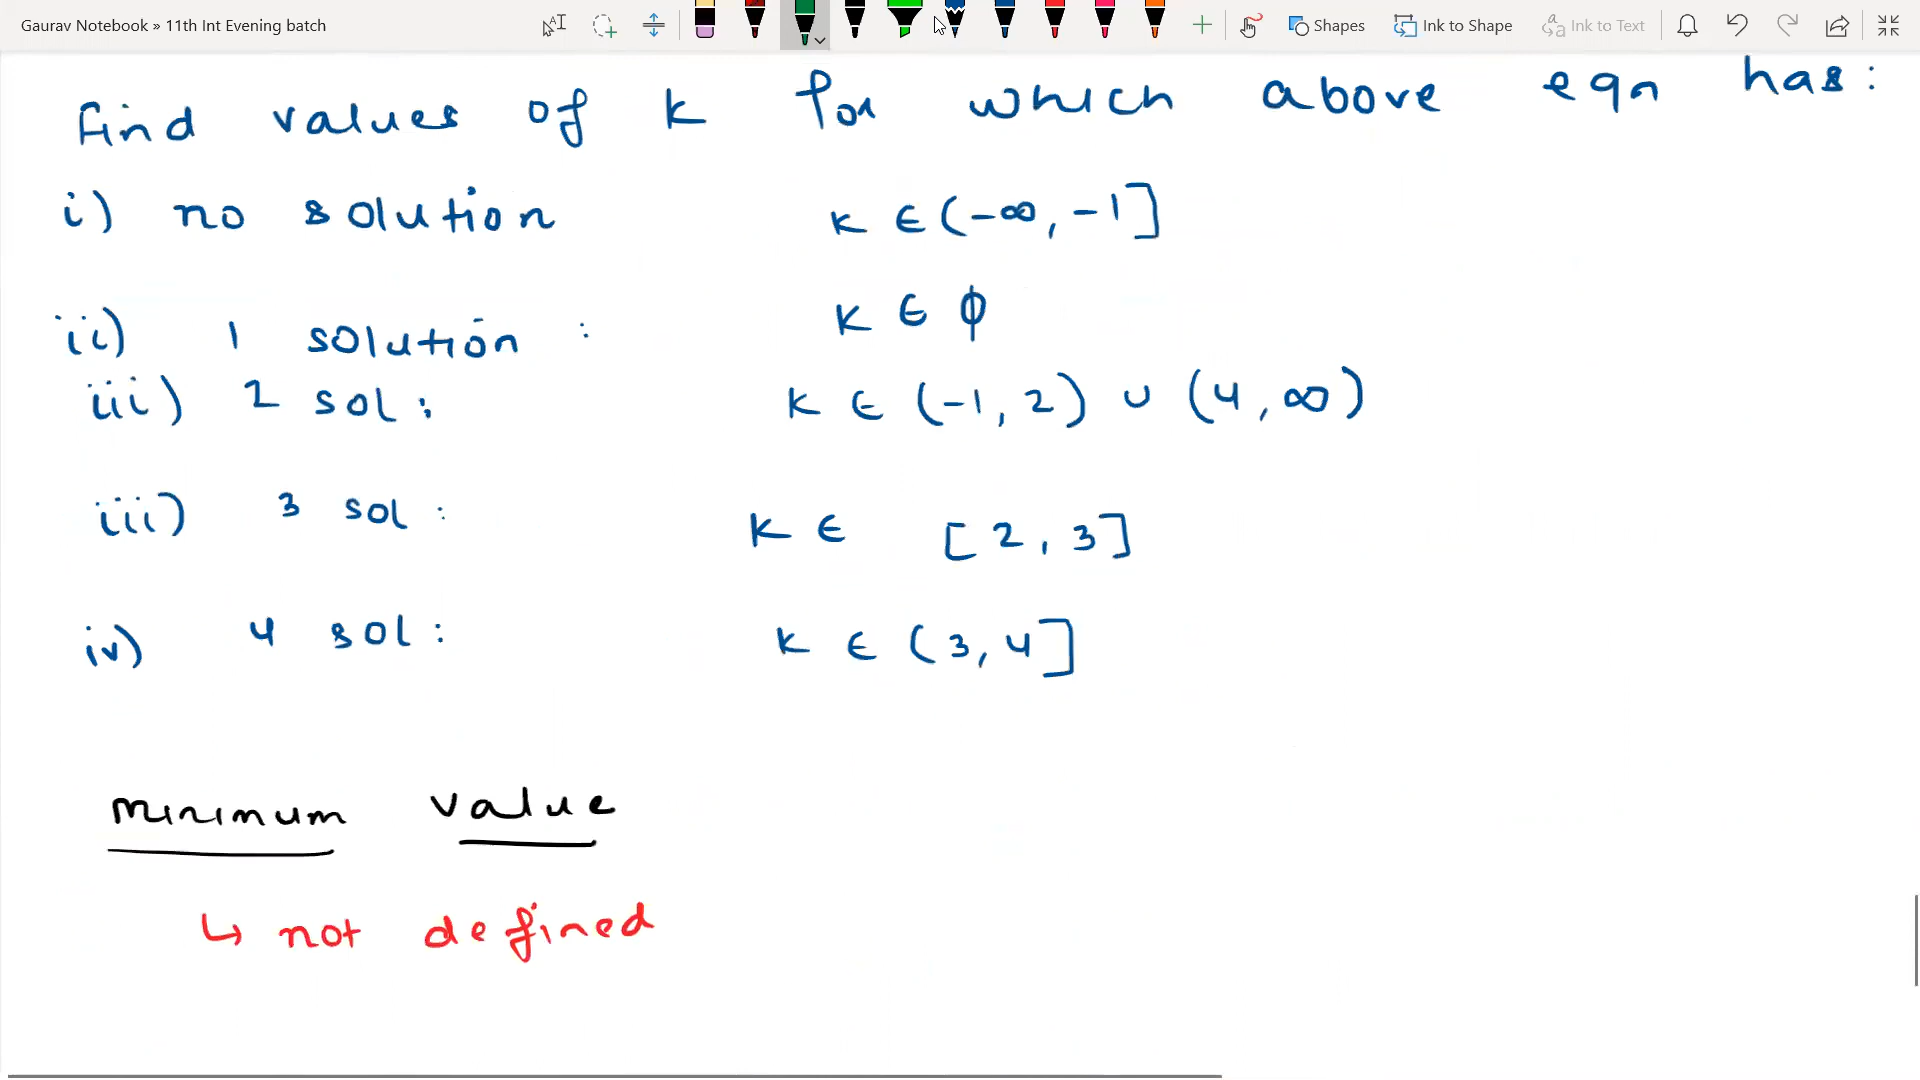 Gaurav Notebook » 11th Int Evening batch
Shapes Ink to Shape Ink to Text
Find values of k for which above eqn has:
i) no solution k ∈ (-∞, -1]
ii) 1 solution : k ∈ ϕ
iii) 2 sol: k ∈ (-1, 2) ∪ (4, ∞)
iii) 3 sol: k ∈ [2, 3]
iv) 4 sol: k ∈ (3, 4]
minimum value
↳ not defined